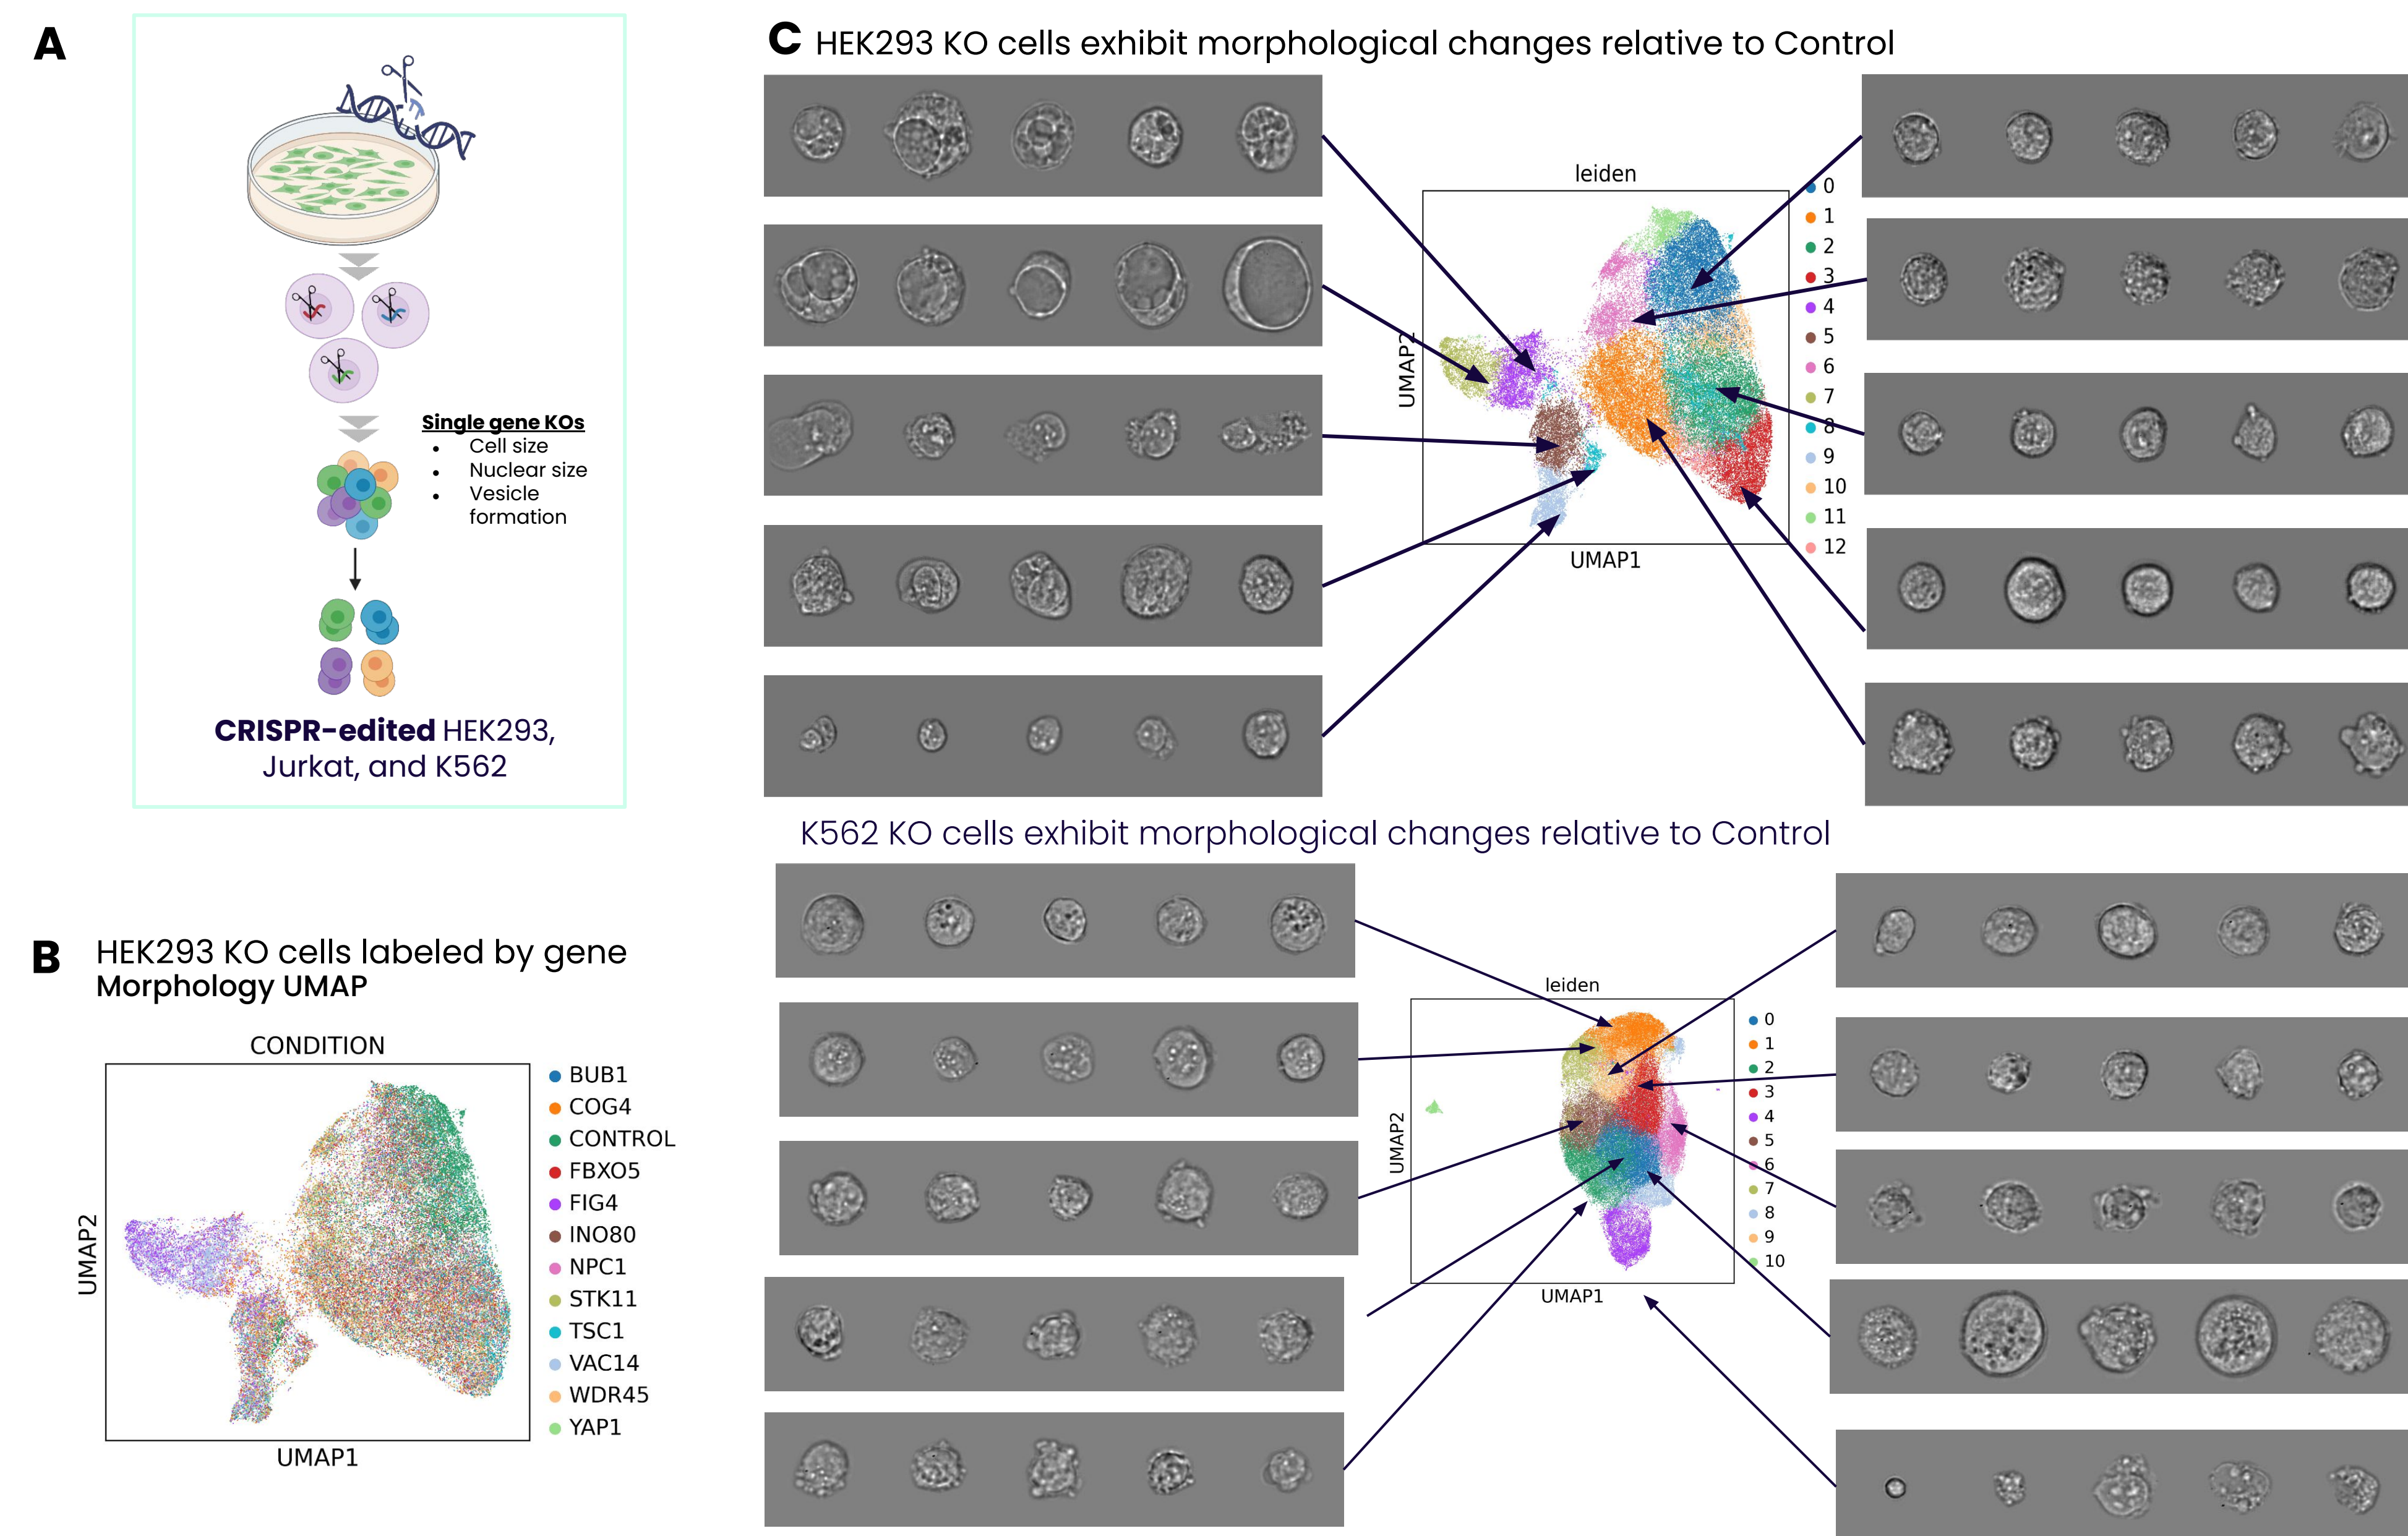 A
Single gene KOs
• Cell size
• Nuclear size
• Vesicle
formation
CRISPR-edited HEK293,
Jurkat, and K562
B HEK293 KO cells labeled by gene
Morphology UMAP
CONDITION
UMAP2
UMAP1
BUB1
COG4
CONTROL
FBXO5
FIG4
INO80
NPC1
STK11
TSC1
VAC14
WDR45
YAP1
C HEK293 KO cells exhibit morphological changes relative to Control
leiden
UMAP2
UMAP1
0
1
2
3
4
5
6
7
8
9
10
11
12
K562 KO cells exhibit morphological changes relative to Control
leiden
UMAP2
UMAP1
0
1
2
3
4
5
6
7
8
9
10